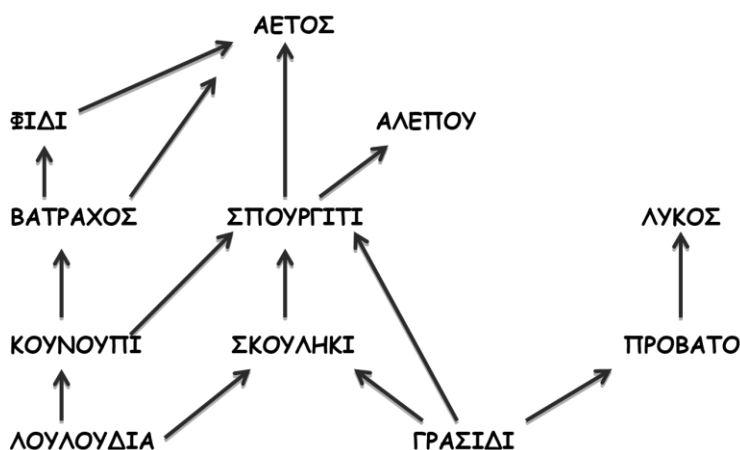 ΑΕΤΟΣ
ΦΙΔΙ
ΑΛΕΠΟΥ
ΒΑΤΡΑΧΟΣ
ΣΠΟΥΡΓΙΤΙ
ΛΥΚΟΣ
ΚΟΥΝΟΥΠΙ
ΣΚΟΥΛΗΚΙ
ΠΡΟΒΑΤΟ
ΛΟΥΛΟΥΔΙΑ
ΓΡΑΣΙΔΙ